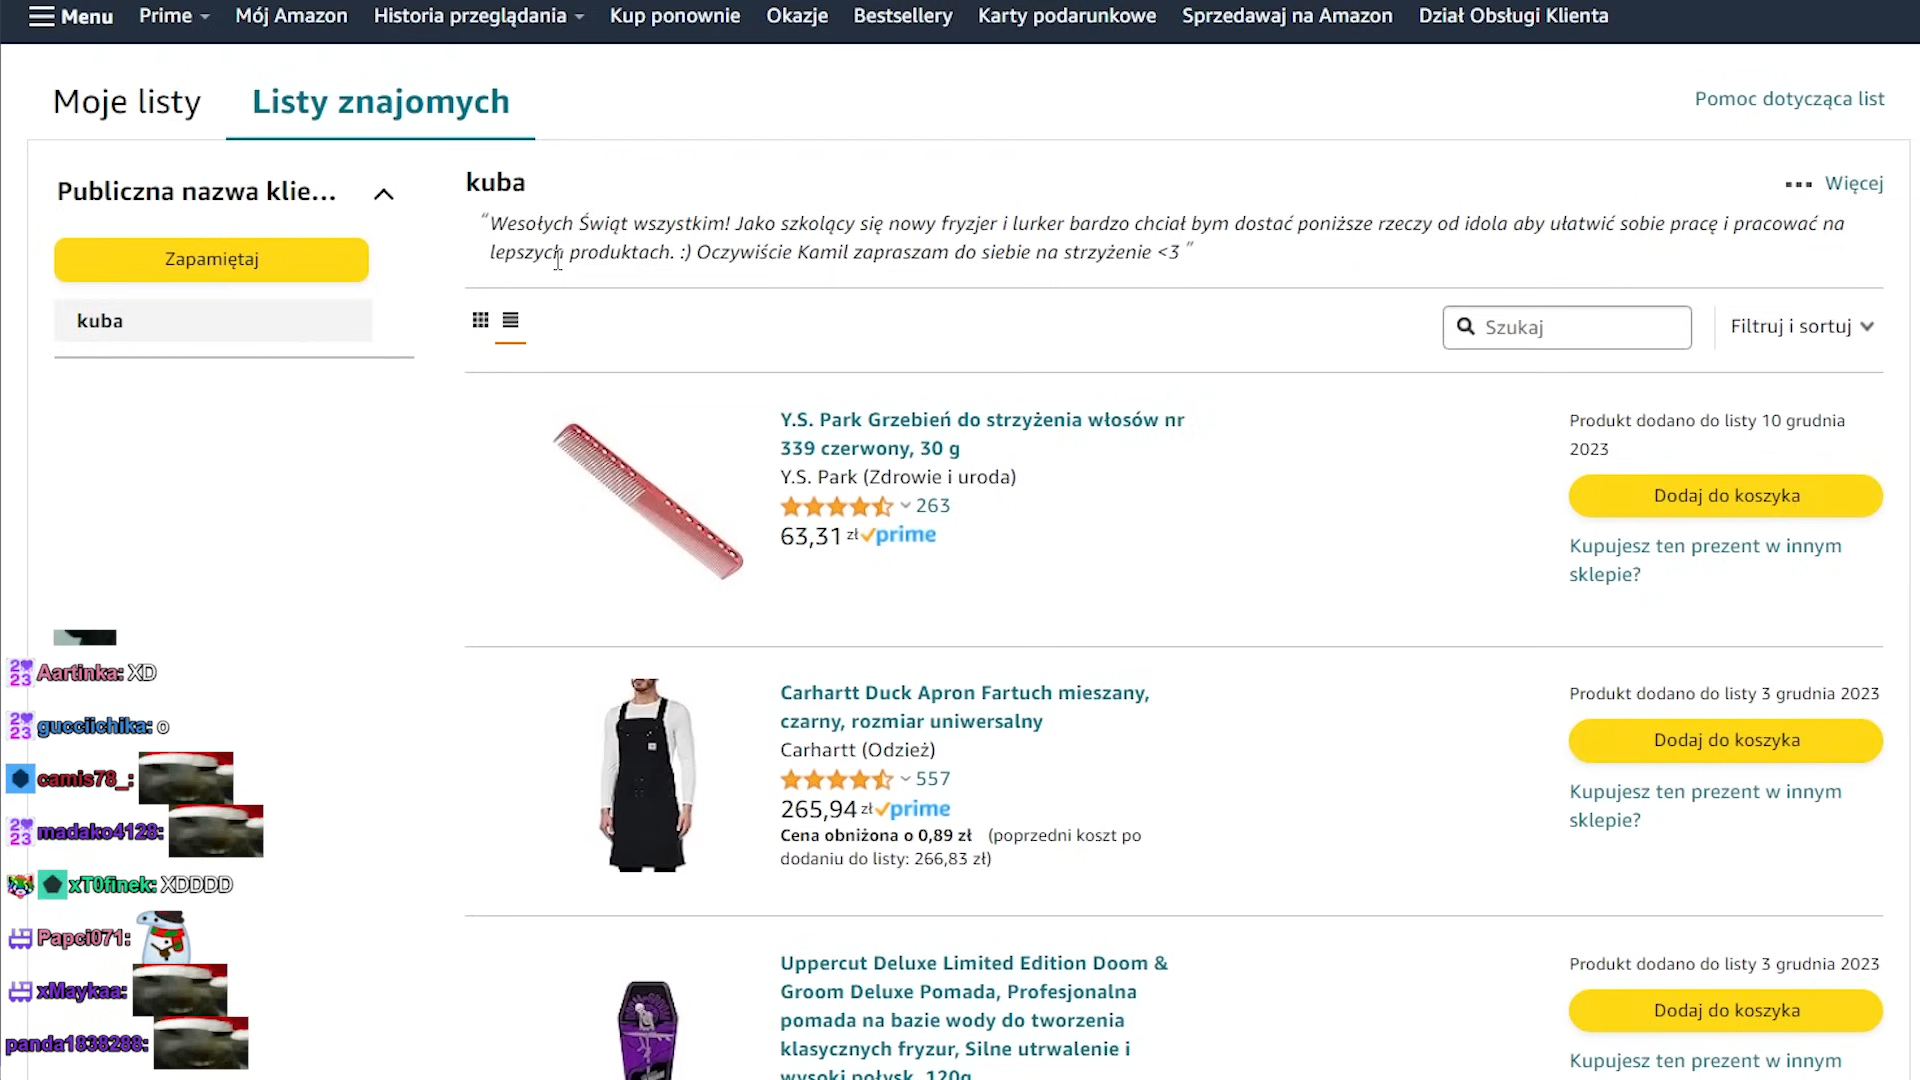 Menu Prime Mój Amazon Historia przeglądania Kup ponownie Okazje Bestsellery Karty podarunkowe Sprzedawaj na Amazon Dział Obsługi Klienta
Moje listy Listy znajomych
Pomoc dotycząca list
Publiczna nazwa klie...
Zapamiętaj
kuba
kuba
Więcej
“Wesołych Świąt wszystkim! Jako szkolący się nowy fryzjer i lurker bardzo chciał bym dostać poniższe rzeczy od idola aby ułatwić sobie pracę i pracować na
lepszych produktach. :) Oczywiście Kamil zapraszam do siebie na strzyżenie <3 ”
Szukaj
Filtruj i sortuj
Y.S. Park Grzebień do strzyżenia włosów nr
339 czerwony, 30 g
Y.S. Park (Zdrowie i uroda)
263
63,31 zł prime
Produkt dodano do listy 10 grudnia
2023
Dodaj do koszyka
Kupujesz ten prezent w innym
sklepie?
Carhartt Duck Apron Fartuch mieszany,
czarny, rozmiar uniwersalny
Carhartt (Odzież)
557
265,94 zł prime
Cena obniżona o 0,89 zł (poprzedni koszt po
dodaniu do listy: 266,83 zł)
Produkt dodano do listy 3 grudnia 2023
Dodaj do koszyka
Kupujesz ten prezent w innym
sklepie?
Uppercut Deluxe Limited Edition Doom &
Groom Deluxe Pomada, Profesjonalna
pomada na bazie wody do tworzenia
klasycznych fryzur, Silne utrwalenie i
wysoki połysk, 120g
Produkt dodano do listy 3 grudnia 2023
Dodaj do koszyka
Kupujesz ten prezent w innym
2023 Aartinka: XD
2023 gucciichika: o
camis78_:
2023 madako4128:
xT0finek: XDDDD
Papci071:
xMaykaa:
panda1838288: